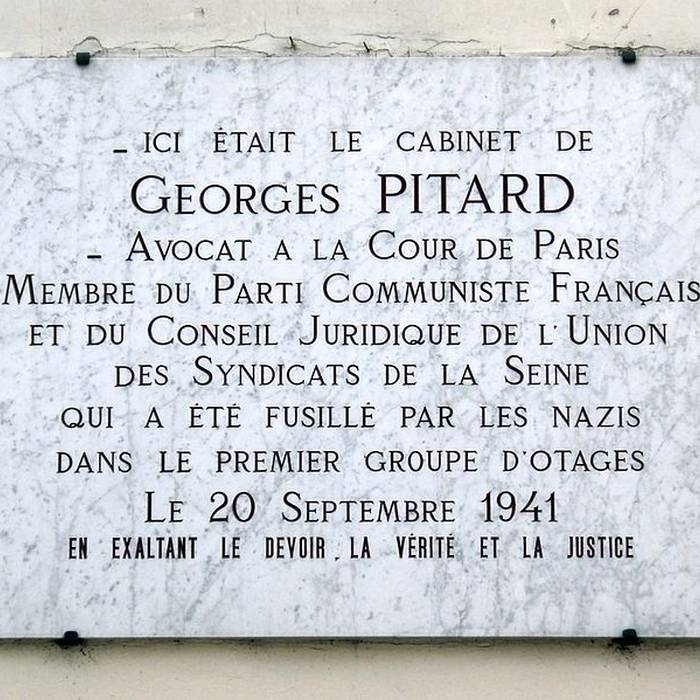 _ ICI ÉTAIT LE CABINET DE
GEORGES PITARD
_ AVOCAT A LA COUR DE PARIS
MEMBRE DU PARTI COMMUNISTE FRANÇAIS
ET DU CONSEIL JURIDIQUE DE L'UNION
DES SYNDICATS DE LA SEINE
QUI A ÉTÉ FUSILLÉ PAR LES NAZIS
DANS LE PREMIER GROUPE D'OTAGES
LE 20 SEPTEMBRE 1941
EN EXALTANT LE DEVOIR, LA VÉRITÉ ET LA JUSTICE